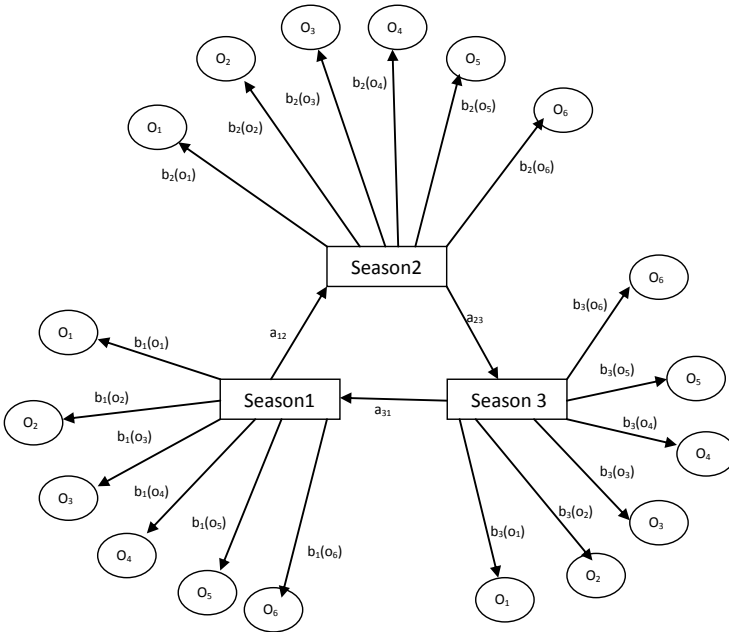 O₃
O₄
O₂
O₅
O₆
O₁
b₂(o₄)
b₂(o₃)
b₂(o₅)
b₂(o₂)
b₂(o₆)
b₂(o₁)
Season2
O₆
b₃(o₆)
a₂₃
O₁
b₁(o₁)
a₁₂
b₃(o₅)
O₅
b₁(o₂)
Season1
a₃₁
Season 3
O₂
b₁(o₃)
b₃(o₄)
O₄
O₃
b₁(o₄)
b₃(o₃)
O₃
b₁(o₅)
b₁(o₆)
b₃(o₁)
b₃(o₂)
O₄
O₂
O₅
O₆
O₁